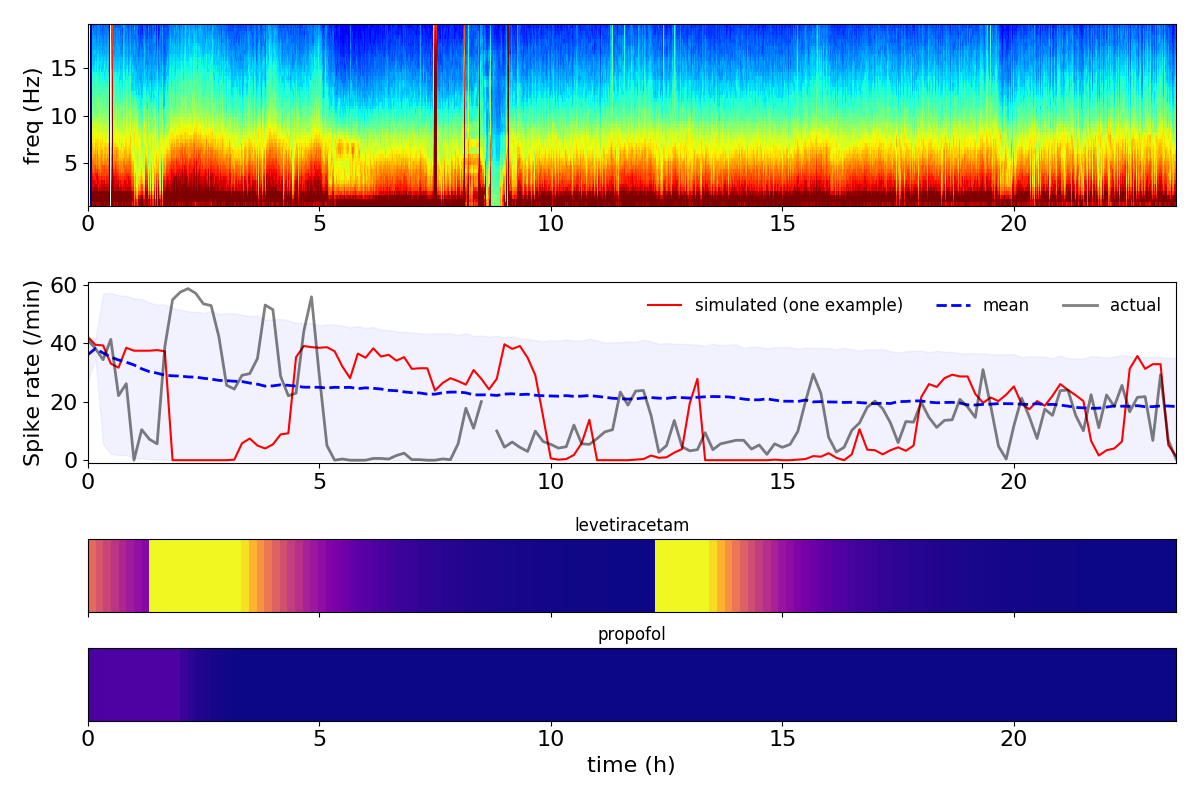 freq (Hz)
15
10
5
0 5 10 15 20
Spike rate (/min)
60
40
20
0
simulated (one example) mean actual
0 5 10 15 20
levetiracetam
propofol
0 5 10 15 20
time (h)